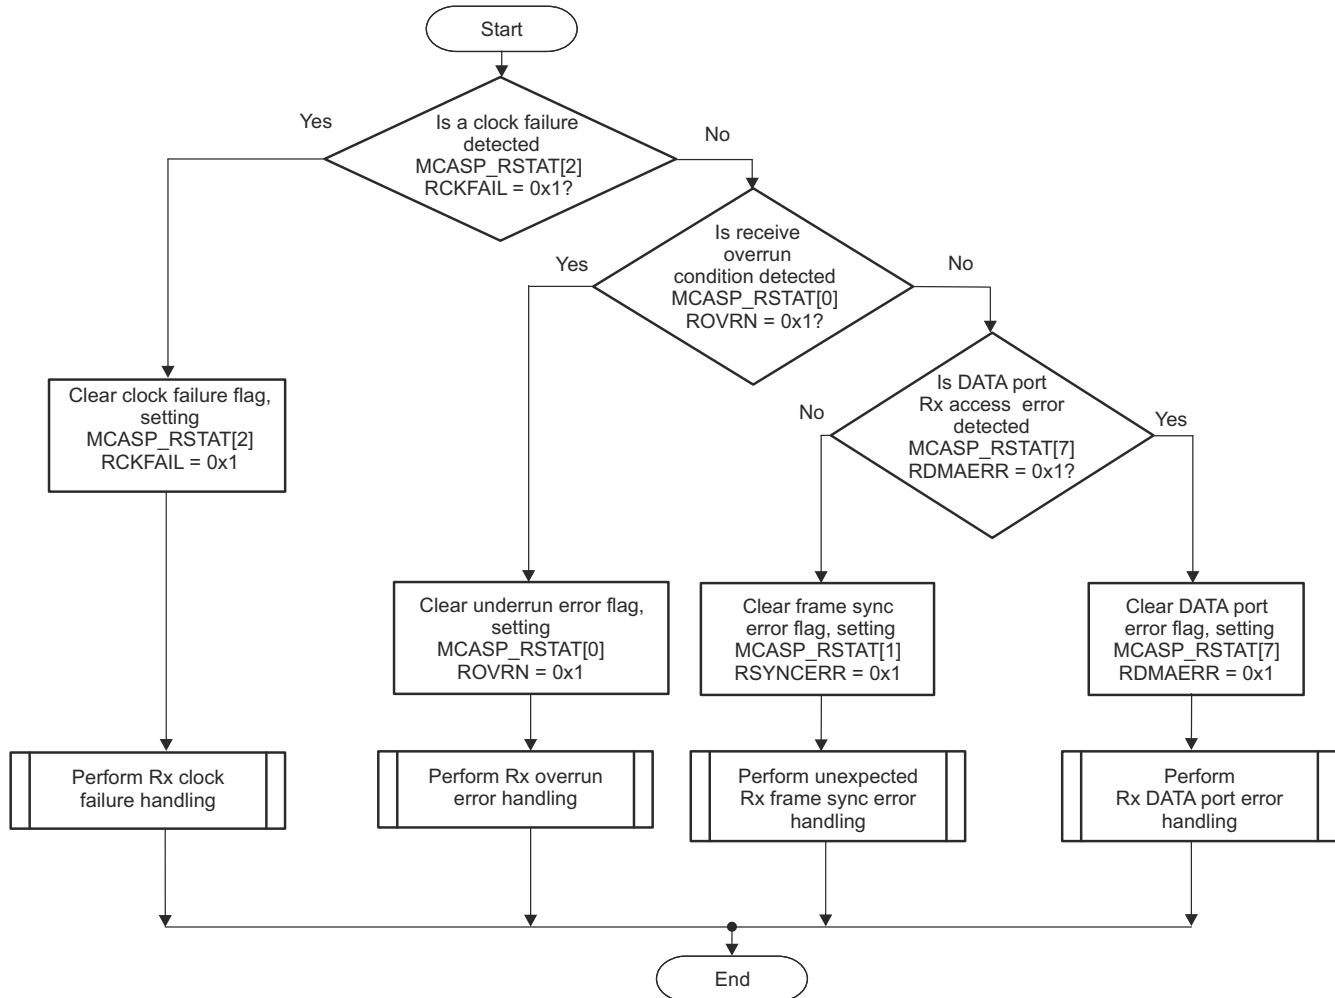 Start
Is a clock failure
detected
MCASP_RSTAT[2]
RCKFAIL = 0x1?
Yes
No
Is receive
overrun
condition detected
MCASP_RSTAT[0]
ROVRN = 0x1?
Yes
No
Is DATA port
Rx access error
detected
MCASP_RSTAT[7]
RDMAERR = 0x1?
No
Yes
Clear clock failure flag,
setting
MCASP_RSTAT[2]
RCKFAIL = 0x1
Clear underrun error flag,
setting
MCASP_RSTAT[0]
ROVRN = 0x1
Clear frame sync
error flag, setting
MCASP_RSTAT[1]
RSYNCERR = 0x1
Clear DATA port
error flag, setting
MCASP_RSTAT[7]
RDMAERR = 0x1
Perform Rx clock
failure handling
Perform Rx overrun
error handling
Perform unexpected
Rx frame sync error
handling
Perform
Rx DATA port error
handling
End